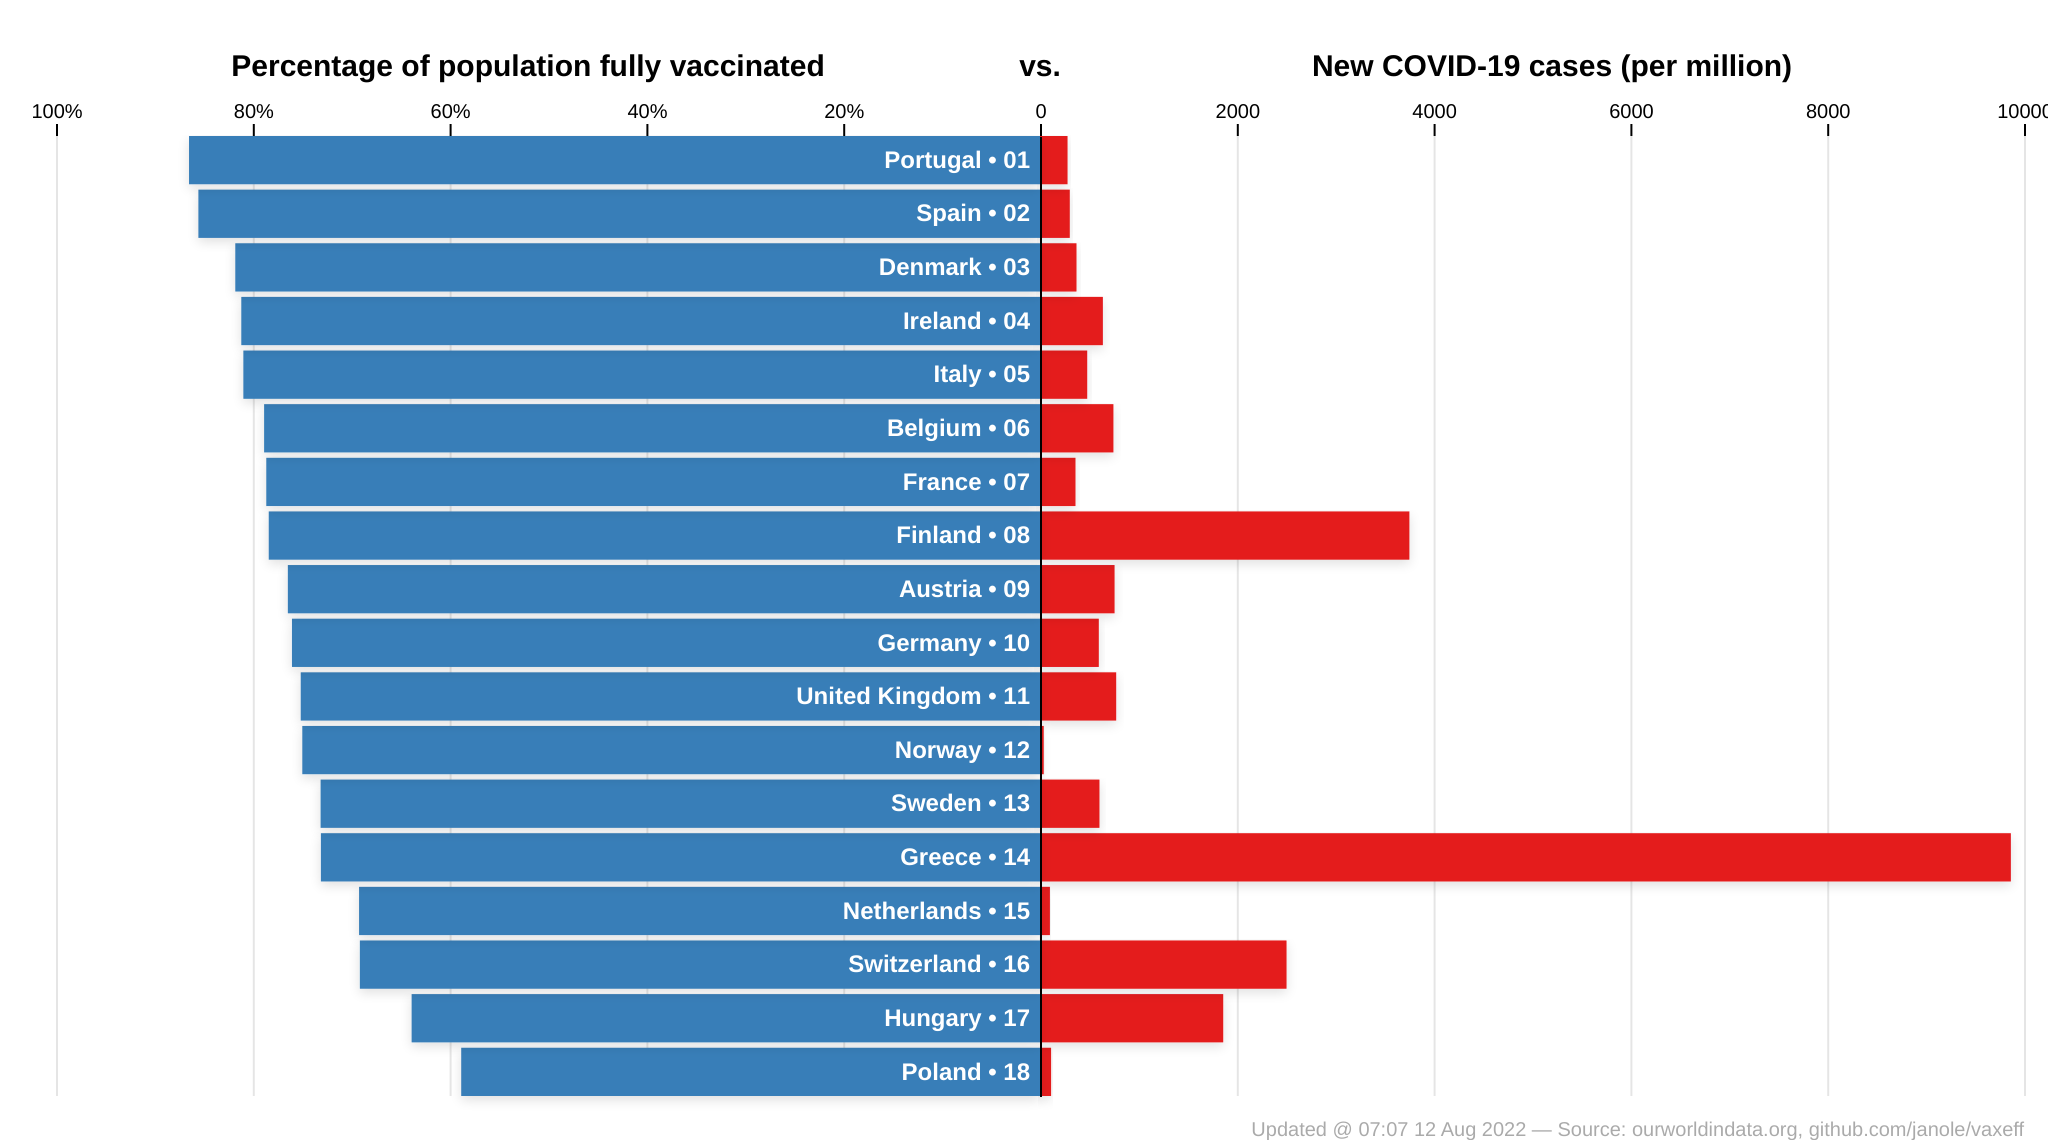 Percentage of population fully vaccinated vs. New COVID-19 cases (per million)
100% 80% 60% 40% 20% 0 2000 4000 6000 8000 10000
Portugal • 01
Spain • 02
Denmark • 03
Ireland • 04
Italy • 05
Belgium • 06
France • 07
Finland • 08
Austria • 09
Germany • 10
United Kingdom • 11
Norway • 12
Sweden • 13
Greece • 14
Netherlands • 15
Switzerland • 16
Hungary • 17
Poland • 18
Updated @ 07:07 12 Aug 2022 — Source: ourworldindata.org, github.com/janole/vaxeff